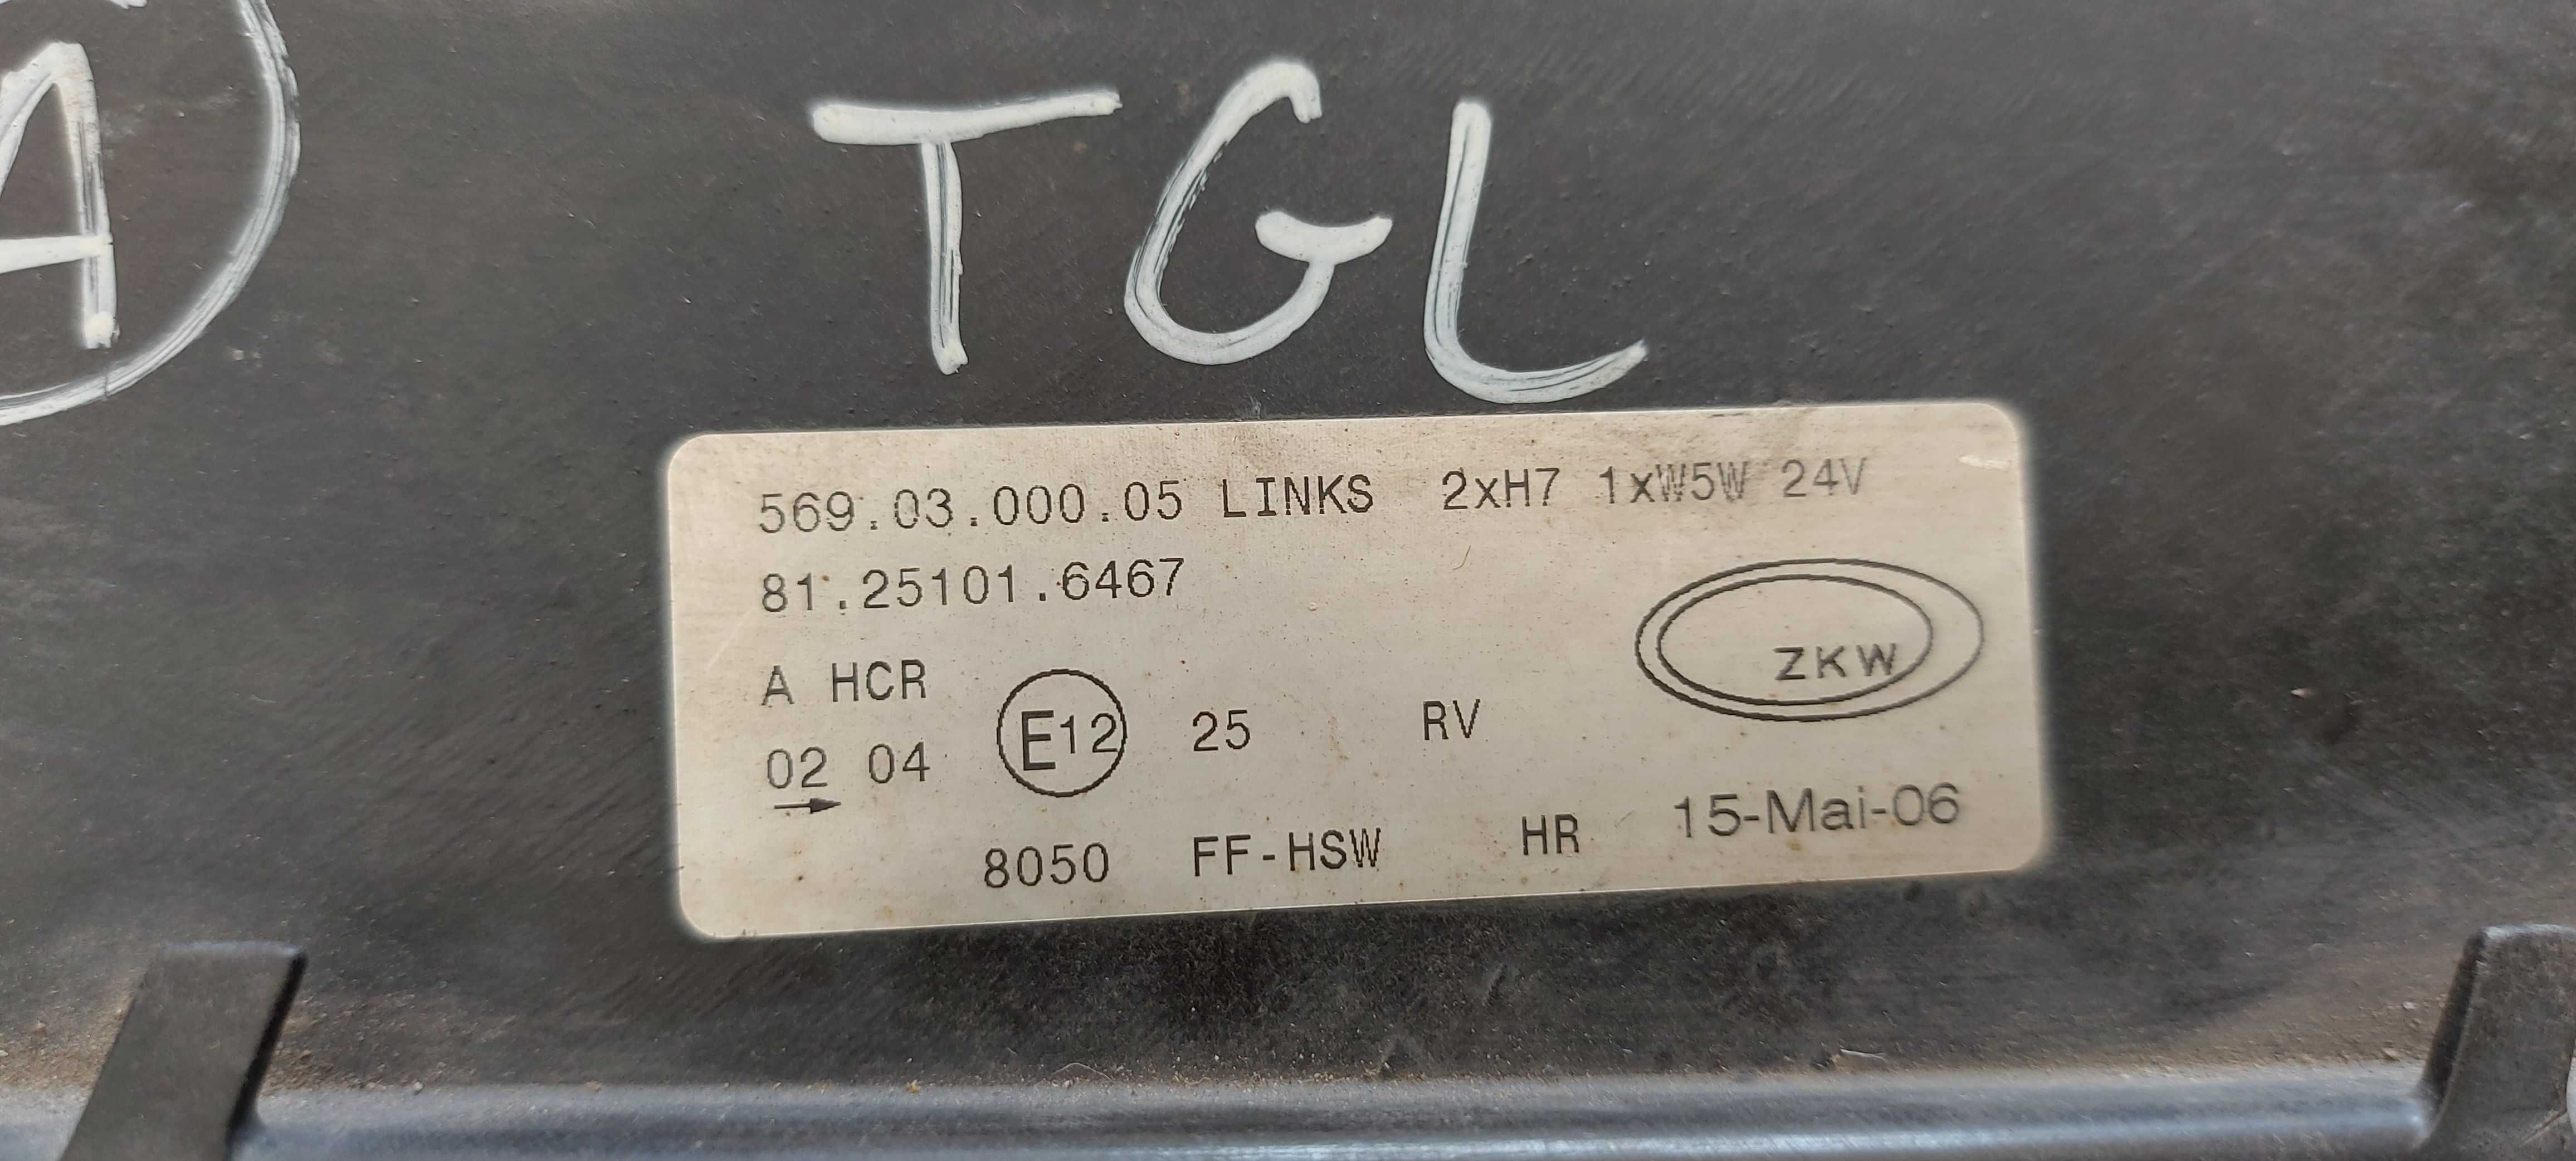 A
TGL
569.03.000.05 LINKS 2xH7 1xW5W 24V
81.25101.6467
ZKW
A HCR
02 04 E12 25 RV
8050 FF-HSW HR 15-Mai-06